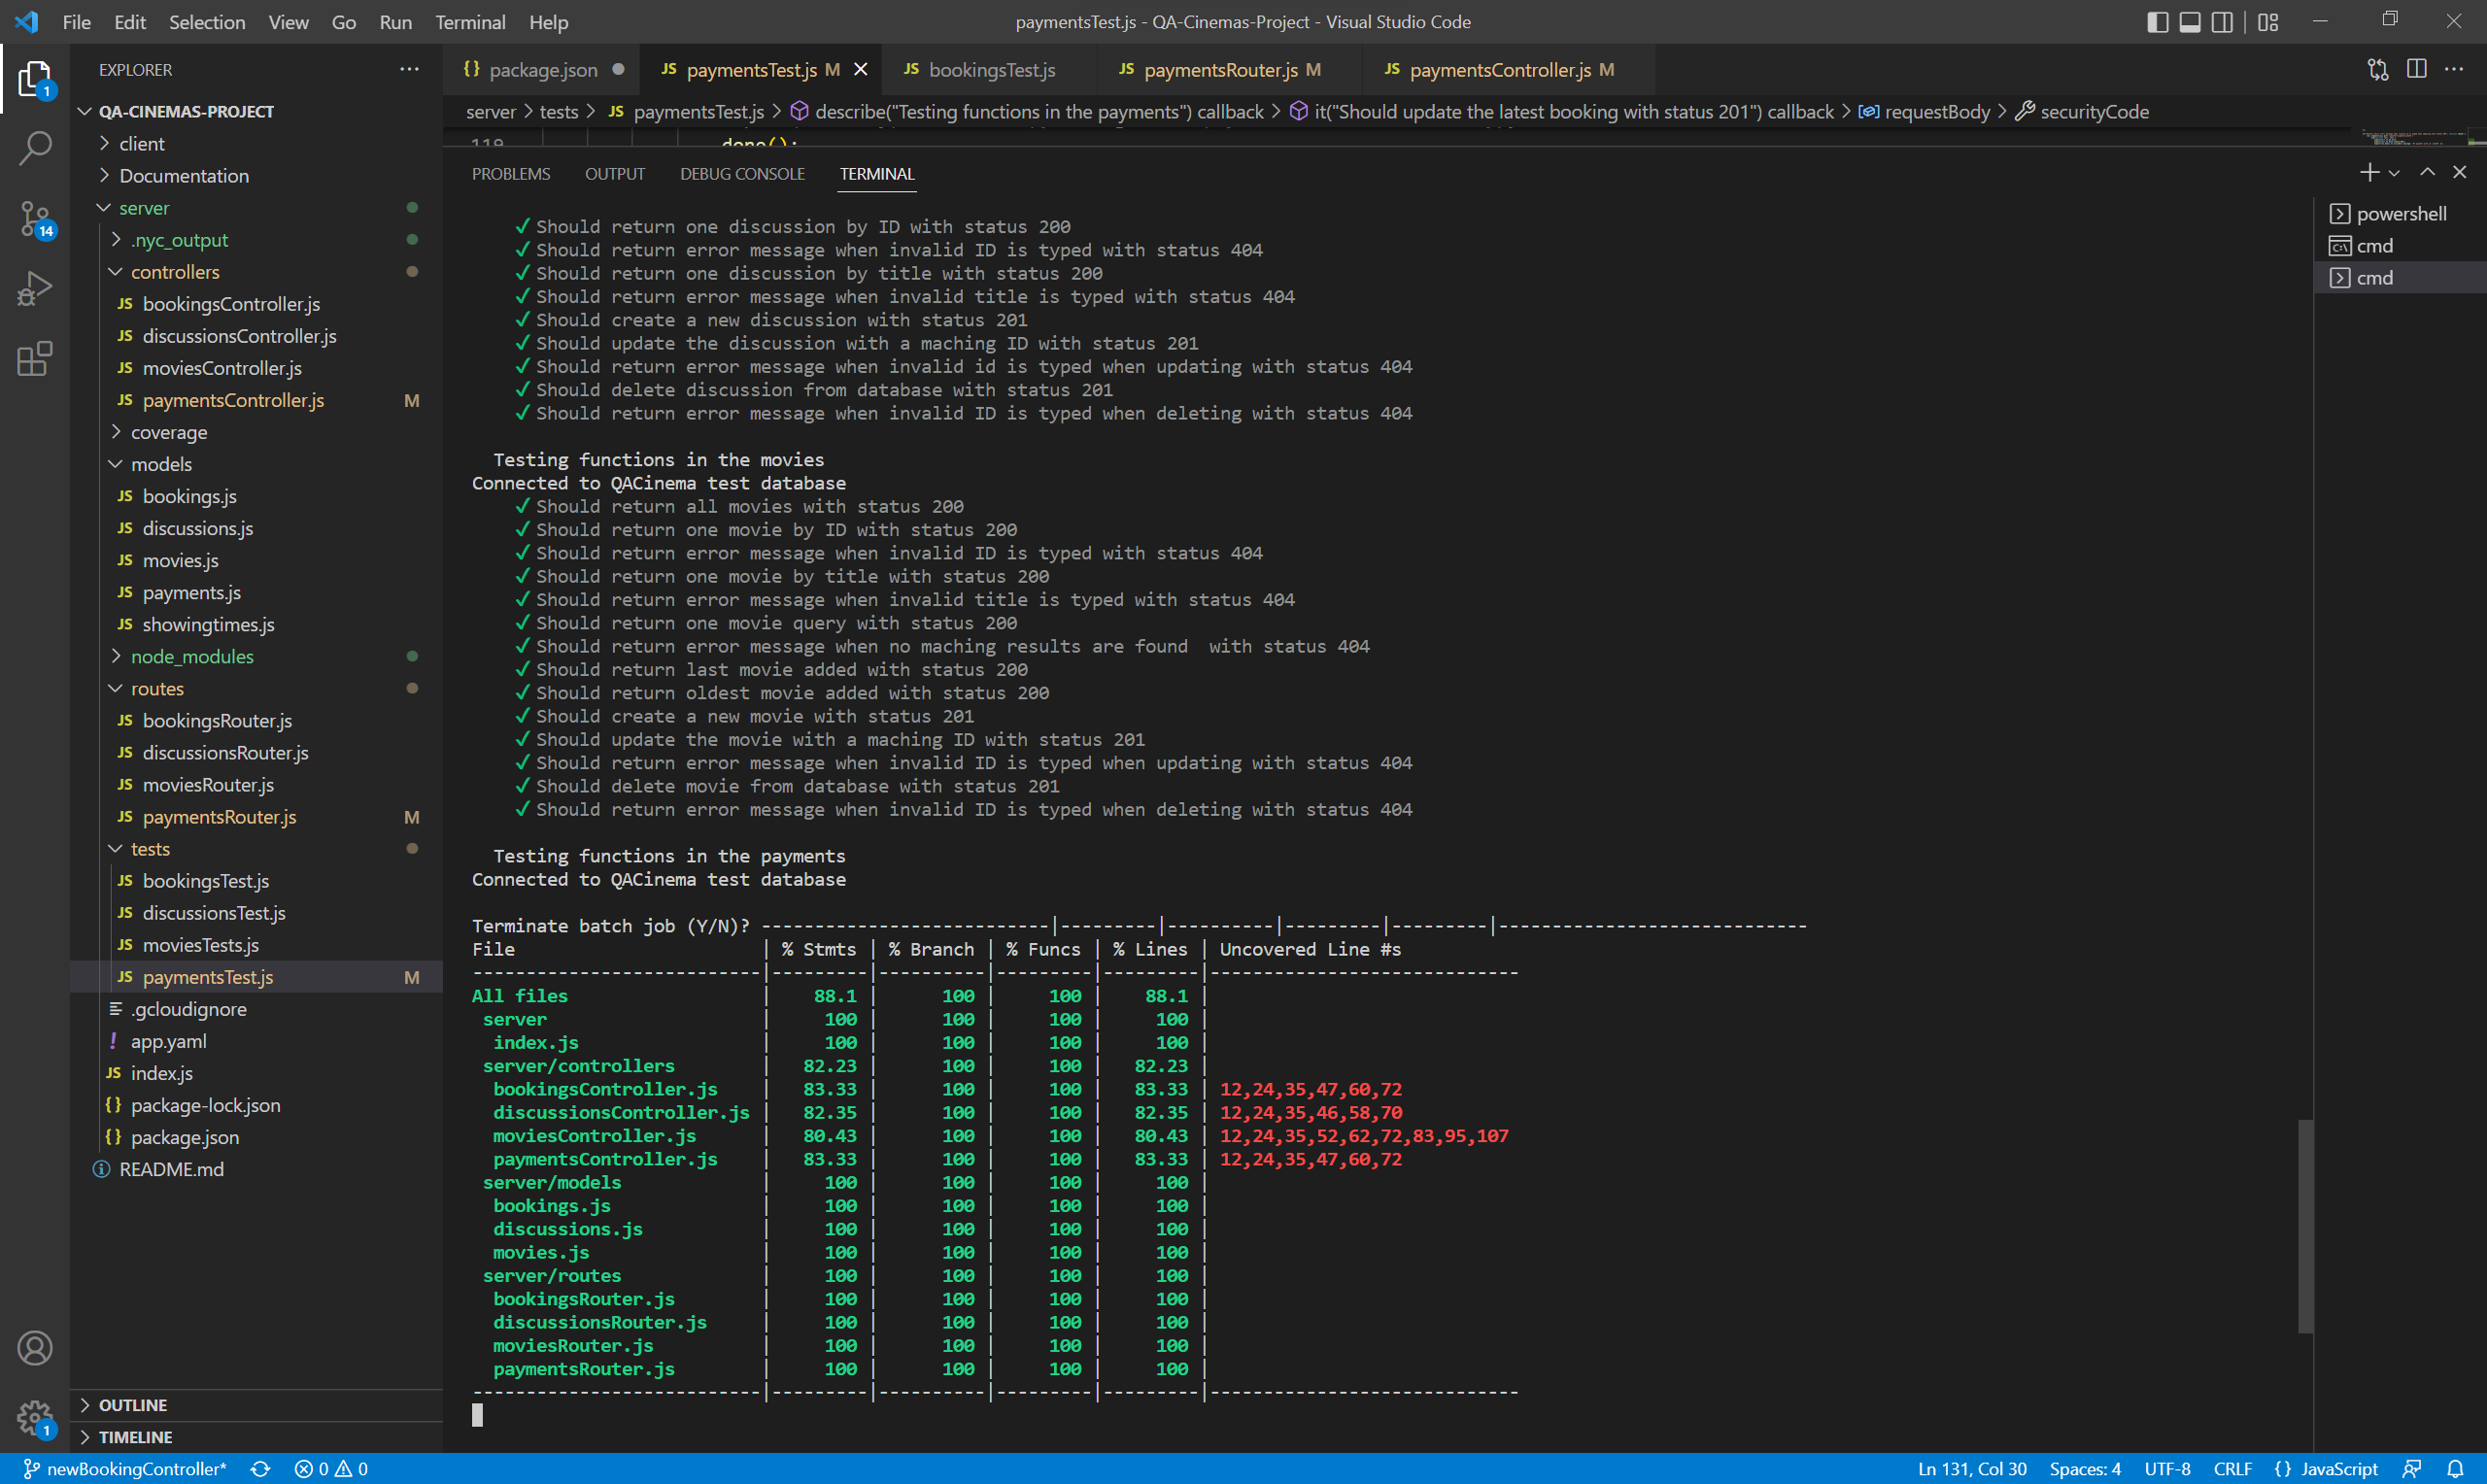 File Edit Selection View Go Run Terminal Help
paymentsTest.js - QA-Cinemas-Project - Visual Studio Code
EXPLORER
QA-CINEMAS-PROJECT
client
Documentation
server
.nyc_output
controllers
JS bookingsController.js
JS discussionsController.js
JS moviesController.js
JS paymentsController.js M
coverage
models
JS bookings.js
JS discussions.js
JS movies.js
JS payments.js
JS showingtimes.js
node_modules
routes
JS bookingsRouter.js
JS discussionsRouter.js
JS moviesRouter.js
JS paymentsRouter.js M
tests
JS bookingsTest.js
JS discussionsTest.js
JS moviesTests.js
JS paymentsTest.js M
.gcloudignore
! app.yaml
JS index.js
{} package-lock.json
{} package.json
README.md
OUTLINE
TIMELINE
1
14
1
{} package.json JS paymentsTest.js M JS bookingsTest.js JS paymentsRouter.js M JS paymentsController.js M
server > tests > JS paymentsTest.js > describe("Testing functions in the payments") callback > it("Should update the latest booking with status 201") callback > requestBody > securityCode
119 done();
PROBLEMS OUTPUT DEBUG CONSOLE TERMINAL
powershell
cmd
cmd
✓ Should return one discussion by ID with status 200
✓ Should return error message when invalid ID is typed with status 404
✓ Should return one discussion by title with status 200
✓ Should return error message when invalid title is typed with status 404
✓ Should create a new discussion with status 201
✓ Should update the discussion with a maching ID with status 201
✓ Should return error message when invalid id is typed when updating with status 404
✓ Should delete discussion from database with status 201
✓ Should return error message when invalid ID is typed when deleting with status 404
Testing functions in the movies
Connected to QACinema test database
✓ Should return all movies with status 200
✓ Should return one movie by ID with status 200
✓ Should return error message when invalid ID is typed with status 404
✓ Should return one movie by title with status 200
✓ Should return error message when invalid title is typed with status 404
✓ Should return one movie query with status 200
✓ Should return error message when no maching results are found  with status 404
✓ Should return last movie added with status 200
✓ Should return oldest movie added with status 200
✓ Should create a new movie with status 201
✓ Should update the movie with a maching ID with status 201
✓ Should return error message when invalid ID is typed when updating with status 404
✓ Should delete movie from database with status 201
✓ Should return error message when invalid ID is typed when deleting with status 404
Testing functions in the payments
Connected to QACinema test database
Terminate batch job (Y/N)? ---------------------------|---------|----------|---------|---------|-----------------------------
File | % Stmts | % Branch | % Funcs | % Lines | Uncovered Line #s
---------------------------|---------|----------|---------|---------|-----------------------------
All files | 88.1 | 100 | 100 | 88.1 |
server | 100 | 100 | 100 | 100 |
index.js | 100 | 100 | 100 | 100 |
server/controllers | 82.23 | 100 | 100 | 82.23 |
bookingsController.js | 83.33 | 100 | 100 | 83.33 | 12,24,35,47,60,72
discussionsController.js | 82.35 | 100 | 100 | 82.35 | 12,24,35,46,58,70
moviesController.js | 80.43 | 100 | 100 | 80.43 | 12,24,35,52,62,72,83,95,107
paymentsController.js | 83.33 | 100 | 100 | 83.33 | 12,24,35,47,60,72
server/models | 100 | 100 | 100 | 100 |
bookings.js | 100 | 100 | 100 | 100 |
discussions.js | 100 | 100 | 100 | 100 |
movies.js | 100 | 100 | 100 | 100 |
server/routes | 100 | 100 | 100 | 100 |
bookingsRouter.js | 100 | 100 | 100 | 100 |
discussionsRouter.js | 100 | 100 | 100 | 100 |
moviesRouter.js | 100 | 100 | 100 | 100 |
paymentsRouter.js | 100 | 100 | 100 | 100 |
---------------------------|---------|----------|---------|---------|-----------------------------
newBookingController* 0 0 Ln 131, Col 30 Spaces: 4 UTF-8 CRLF {} JavaScript